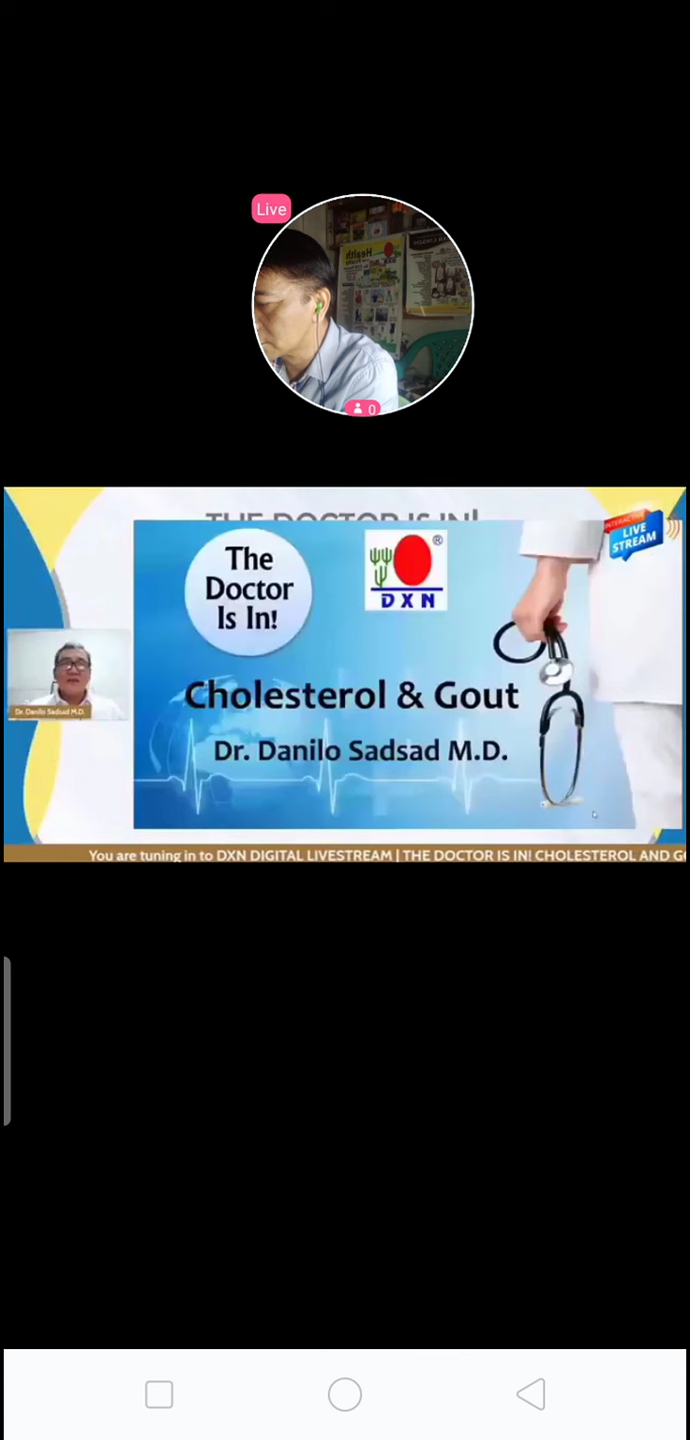 Live
0
THE DOCTOR IS IN!
The
Doctor
Is In!
®
DXN
INTERACTIVE
LIVE
STREAM
Cholesterol & Gout
Dr. Danilo Sadsad M.D.
Dr. Danilo Sadsad M.D.
You are tuning in to DXN DIGITAL LIVESTREAM | THE DOCTOR IS IN! CHOLESTEROL AND G